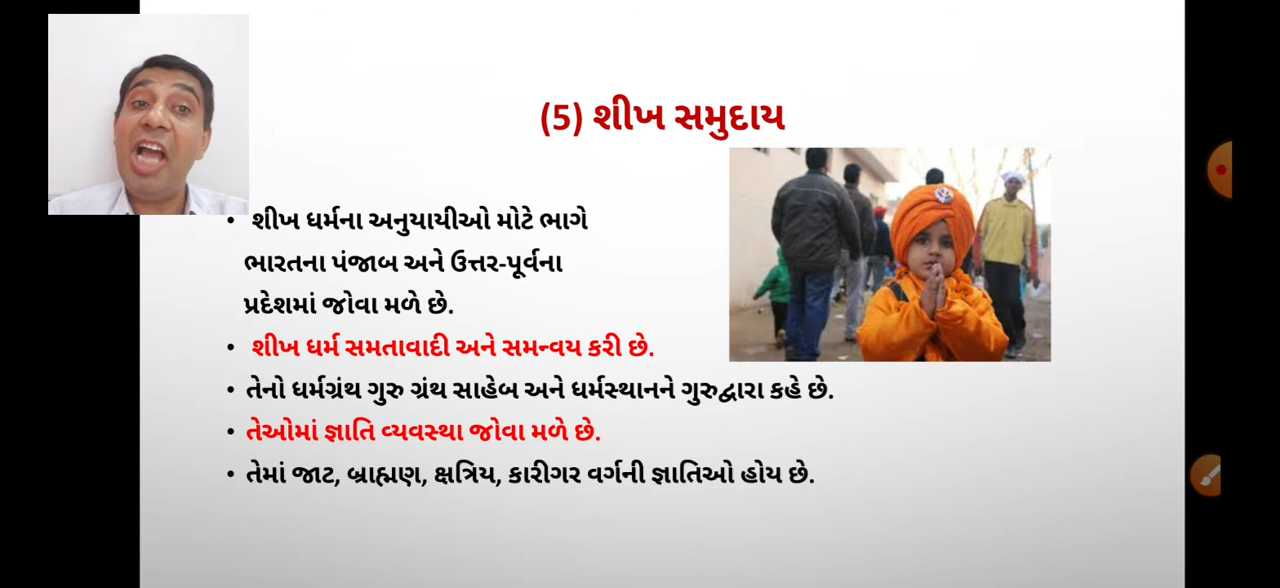 (5) શીખ સમુદાય
• શીખ ધર્મના અનુયાયીઓ મોટે ભાગે
ભારતના પંજાબ અને ઉત્તર-પૂર્વના
પ્રદેશમાં જોવા મળે છે.
• શીખ ધર્મ સમતાવાદી અને સમન્વય કરી છે.
• તેનો ધર્મગ્રંથ ગુરુ ગ્રંથ સાહેબ અને ધર્મસ્થાનને ગુરુદ્વારા કહે છે.
• તેઓમાં જ્ઞાતિ વ્યવસ્થા જોવા મળે છે.
• તેમાં જાટ, બ્રાહ્મણ, ક્ષત્રિય, કારીગર વર્ગની જ્ઞાતિઓ હોય છે.